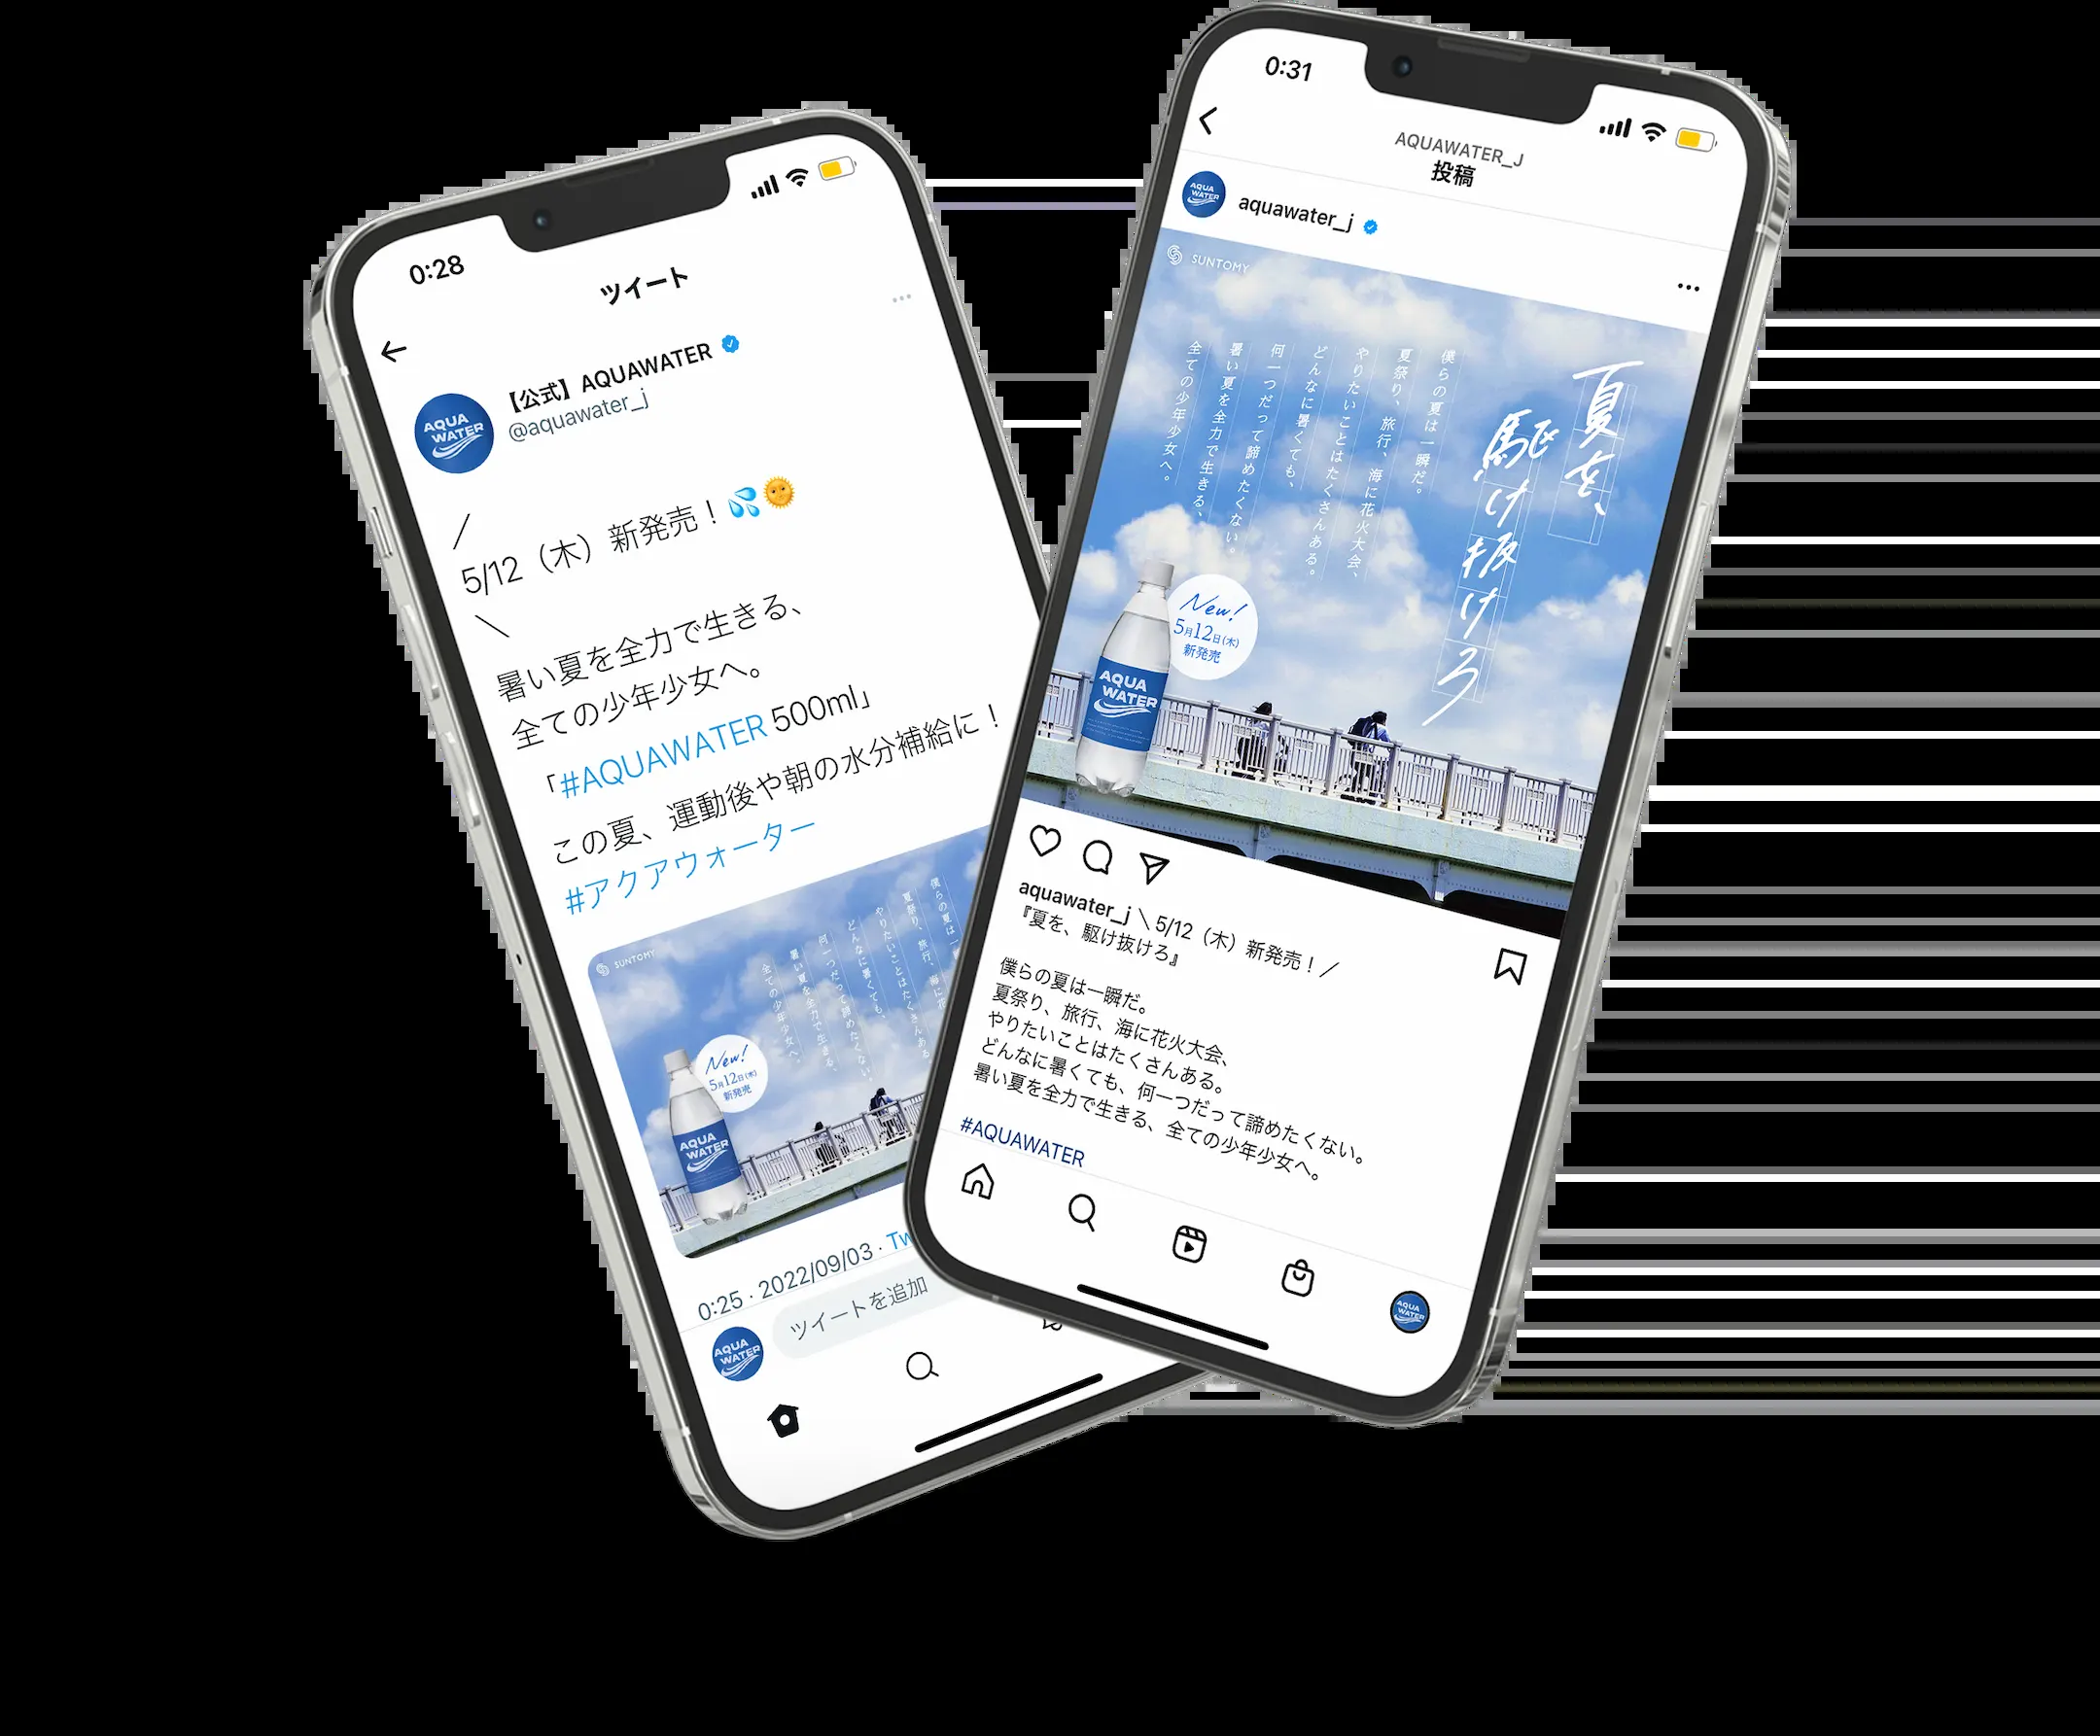 0:28
ツイート
【公式】AQUAWATER
@aquawater_j
AQUA
WATER
／
5/12（木）新発売！💦🌞
＼
暑い夏を全力で生きる、
全ての少年少女へ。
「#AQUAWATER 500ml」
この夏、運動後や朝の水分補給に！
#アクアウォーター
SUNTOMY
僕らの夏は一
夏祭り、旅行、海に花
やりたいことはたくさんある
どんなに暑くても、
何一つだって諦めたくない。
暑い夏を全力で生きる、
全ての少年少女へ。
New!
5月12日(木)
新発売
AQUA
WATER
0:25 · 2022/09/03 · Tw
AQUA
WATER
ツイートを追加
0:31
AQUAWATER_J
投稿
AQUA
WATER
aquawater_j
SUNTOMY
夏を、
駆け抜けろ
僕らの夏は一瞬だ。
夏祭り、旅行、海に花火大会、
やりたいことはたくさんある。
どんなに暑くても、
何一つだって諦めたくない。
暑い夏を全力で生きる、
全ての少年少女へ。
New!
5月12日(木)
新発売
AQUA
WATER
aquawater_j ＼ 5/12（木）新発売！／
『夏を、駆け抜けろ』
僕らの夏は一瞬だ。
夏祭り、旅行、海に花火大会、
やりたいことはたくさんある。
どんなに暑くても、何一つだって諦めたくない。
暑い夏を全力で生きる、全ての少年少女へ。
#AQUAWATER
AQUA
WATER